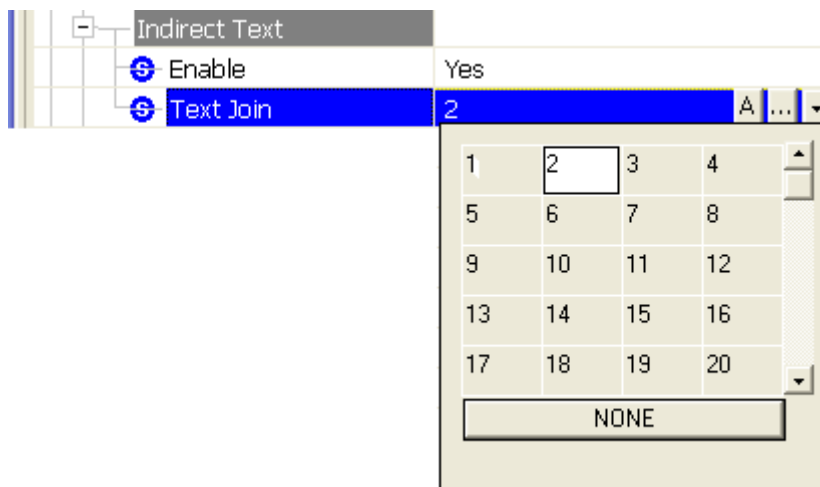 Indirect Text
S Enable Yes
S Text Join 2 A ...
1 2 3 4
5 6 7 8
9 10 11 12
13 14 15 16
17 18 19 20
NONE